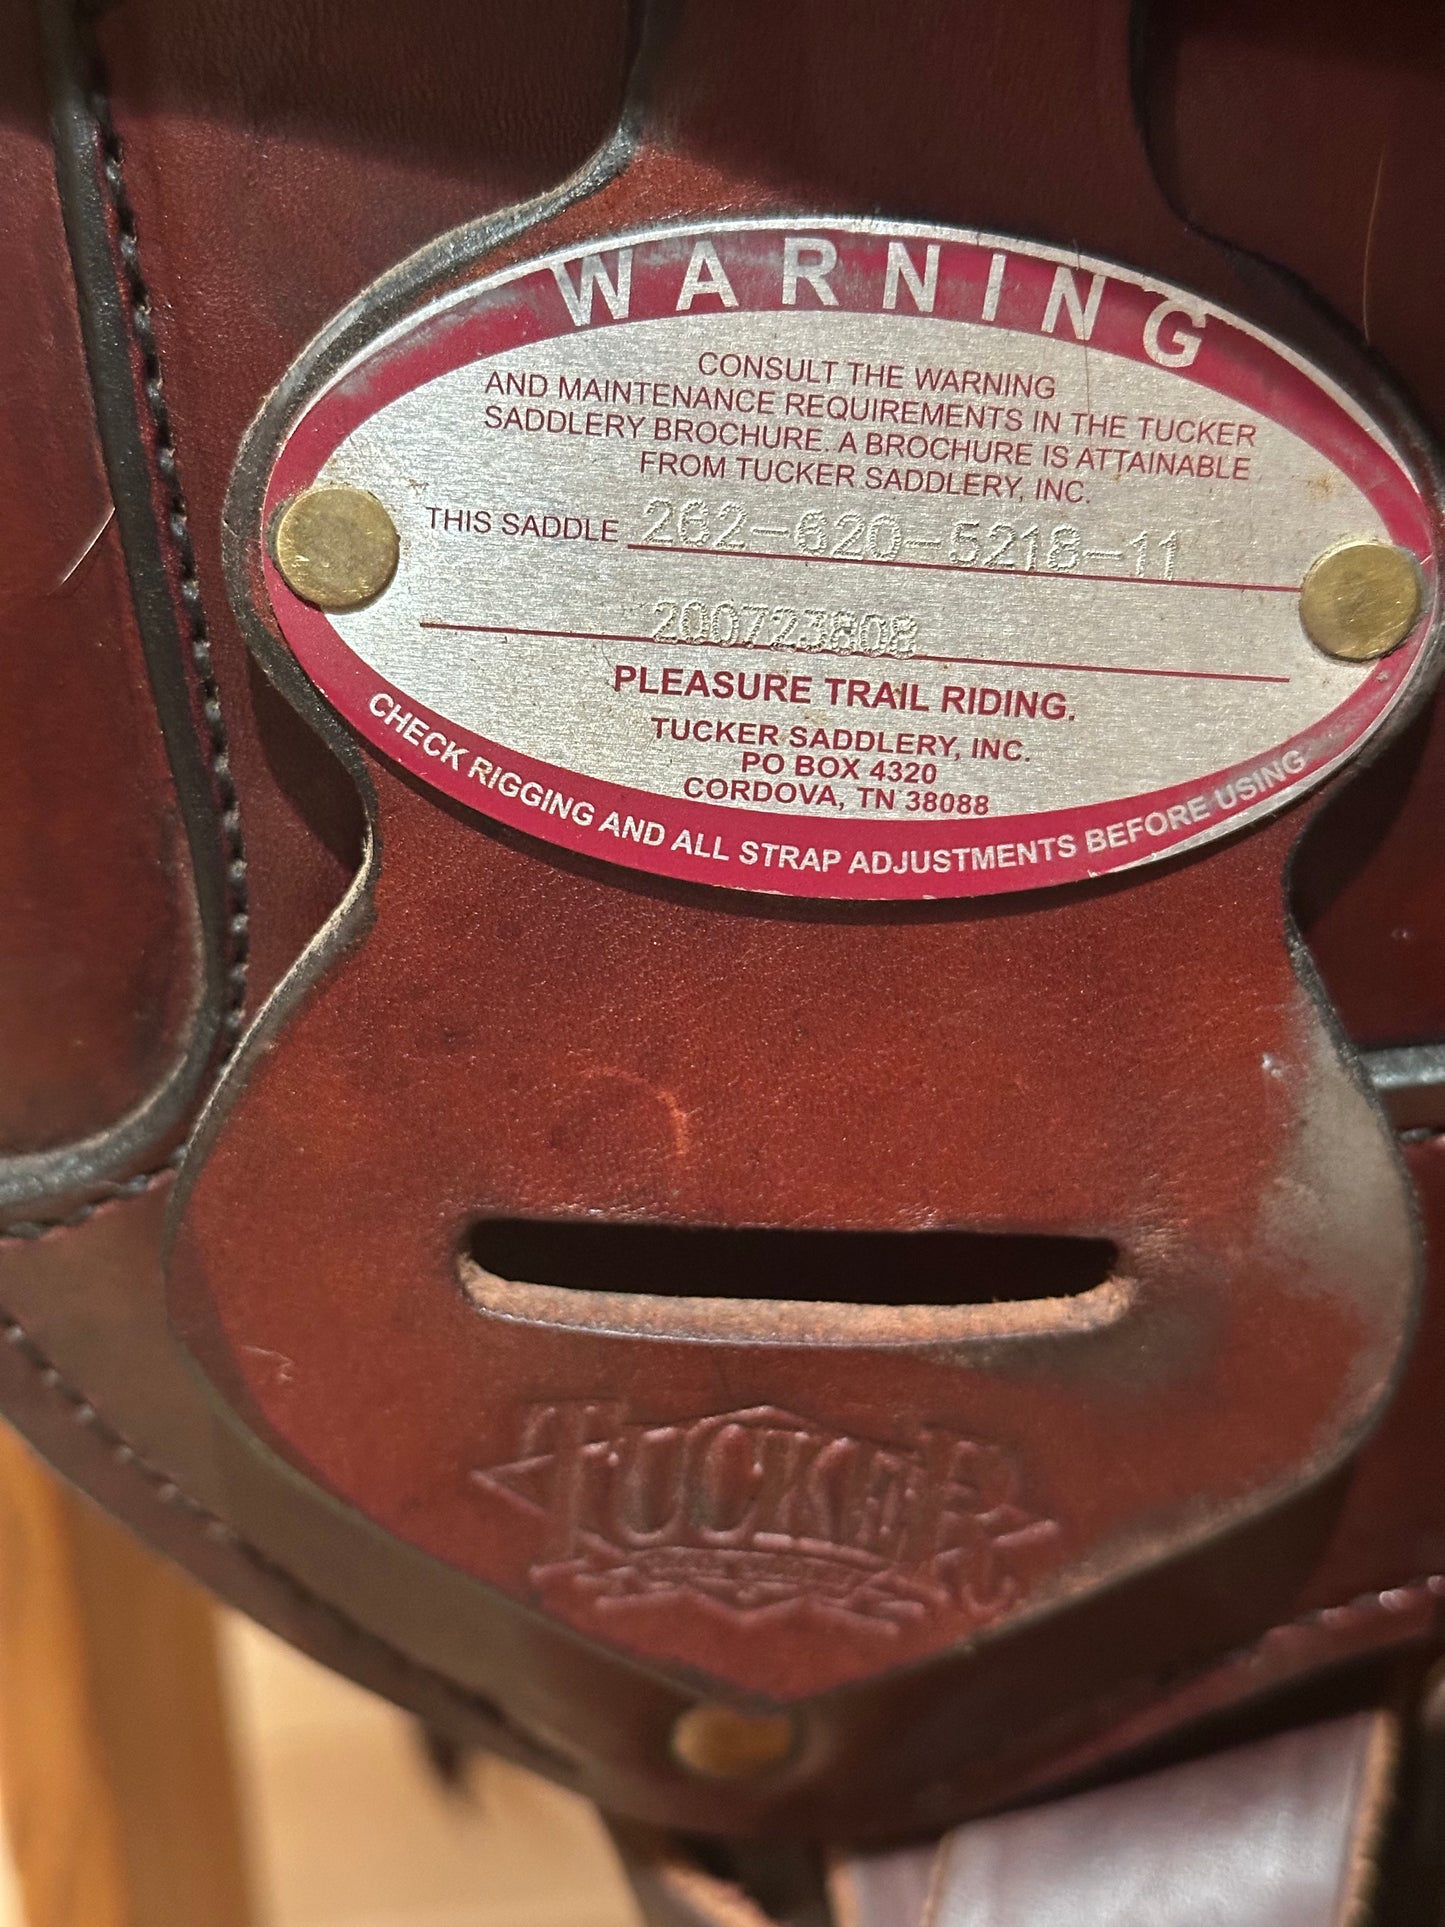 WARNING
CONSULT THE WARNING
AND MAINTENANCE REQUIREMENTS IN THE TUCKER
SADDLERY BROCHURE. A BROCHURE IS ATTAINABLE
FROM TUCKER SADDLERY, INC.
THIS SADDLE 262-620-5218-11
200723808
PLEASURE TRAIL RIDING.
TUCKER SADDLERY, INC.
PO BOX 4320
CORDOVA, TN 38088
CHECK RIGGING AND ALL STRAP ADJUSTMENTS BEFORE USING
TUCKER